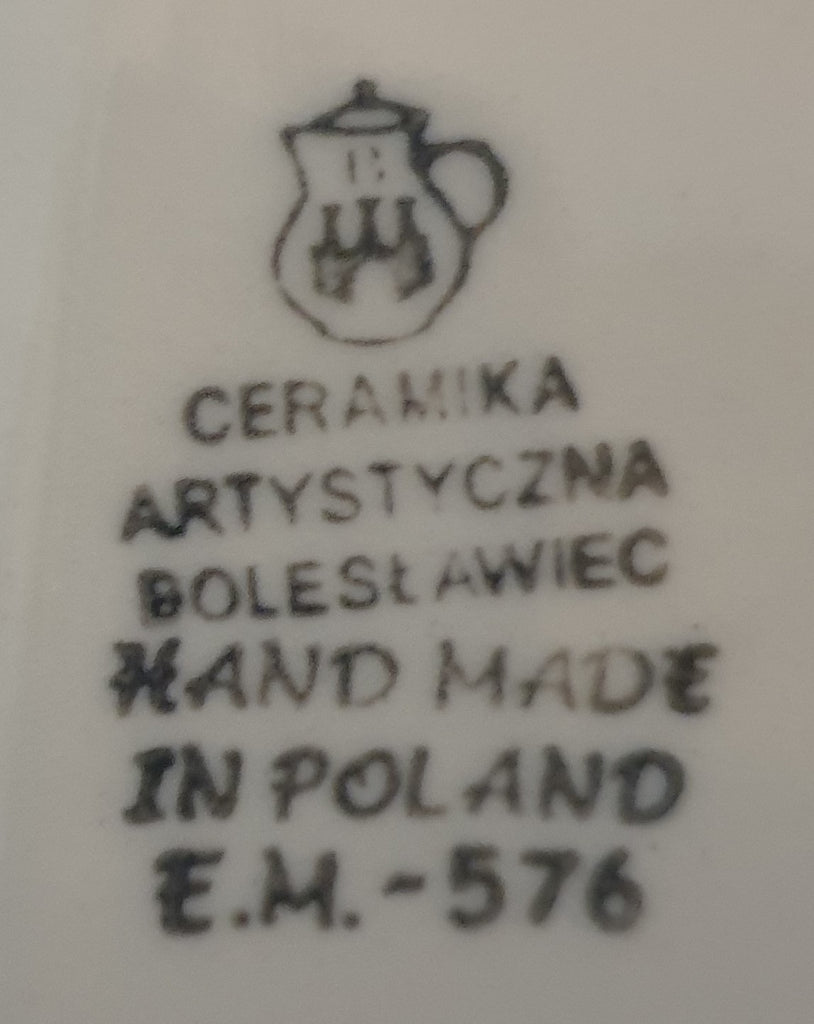 B
CERAMIKA
ARTYSTYCZNA
BOLESŁAWIEC
HAND MADE
IN POLAND
E.M.-576